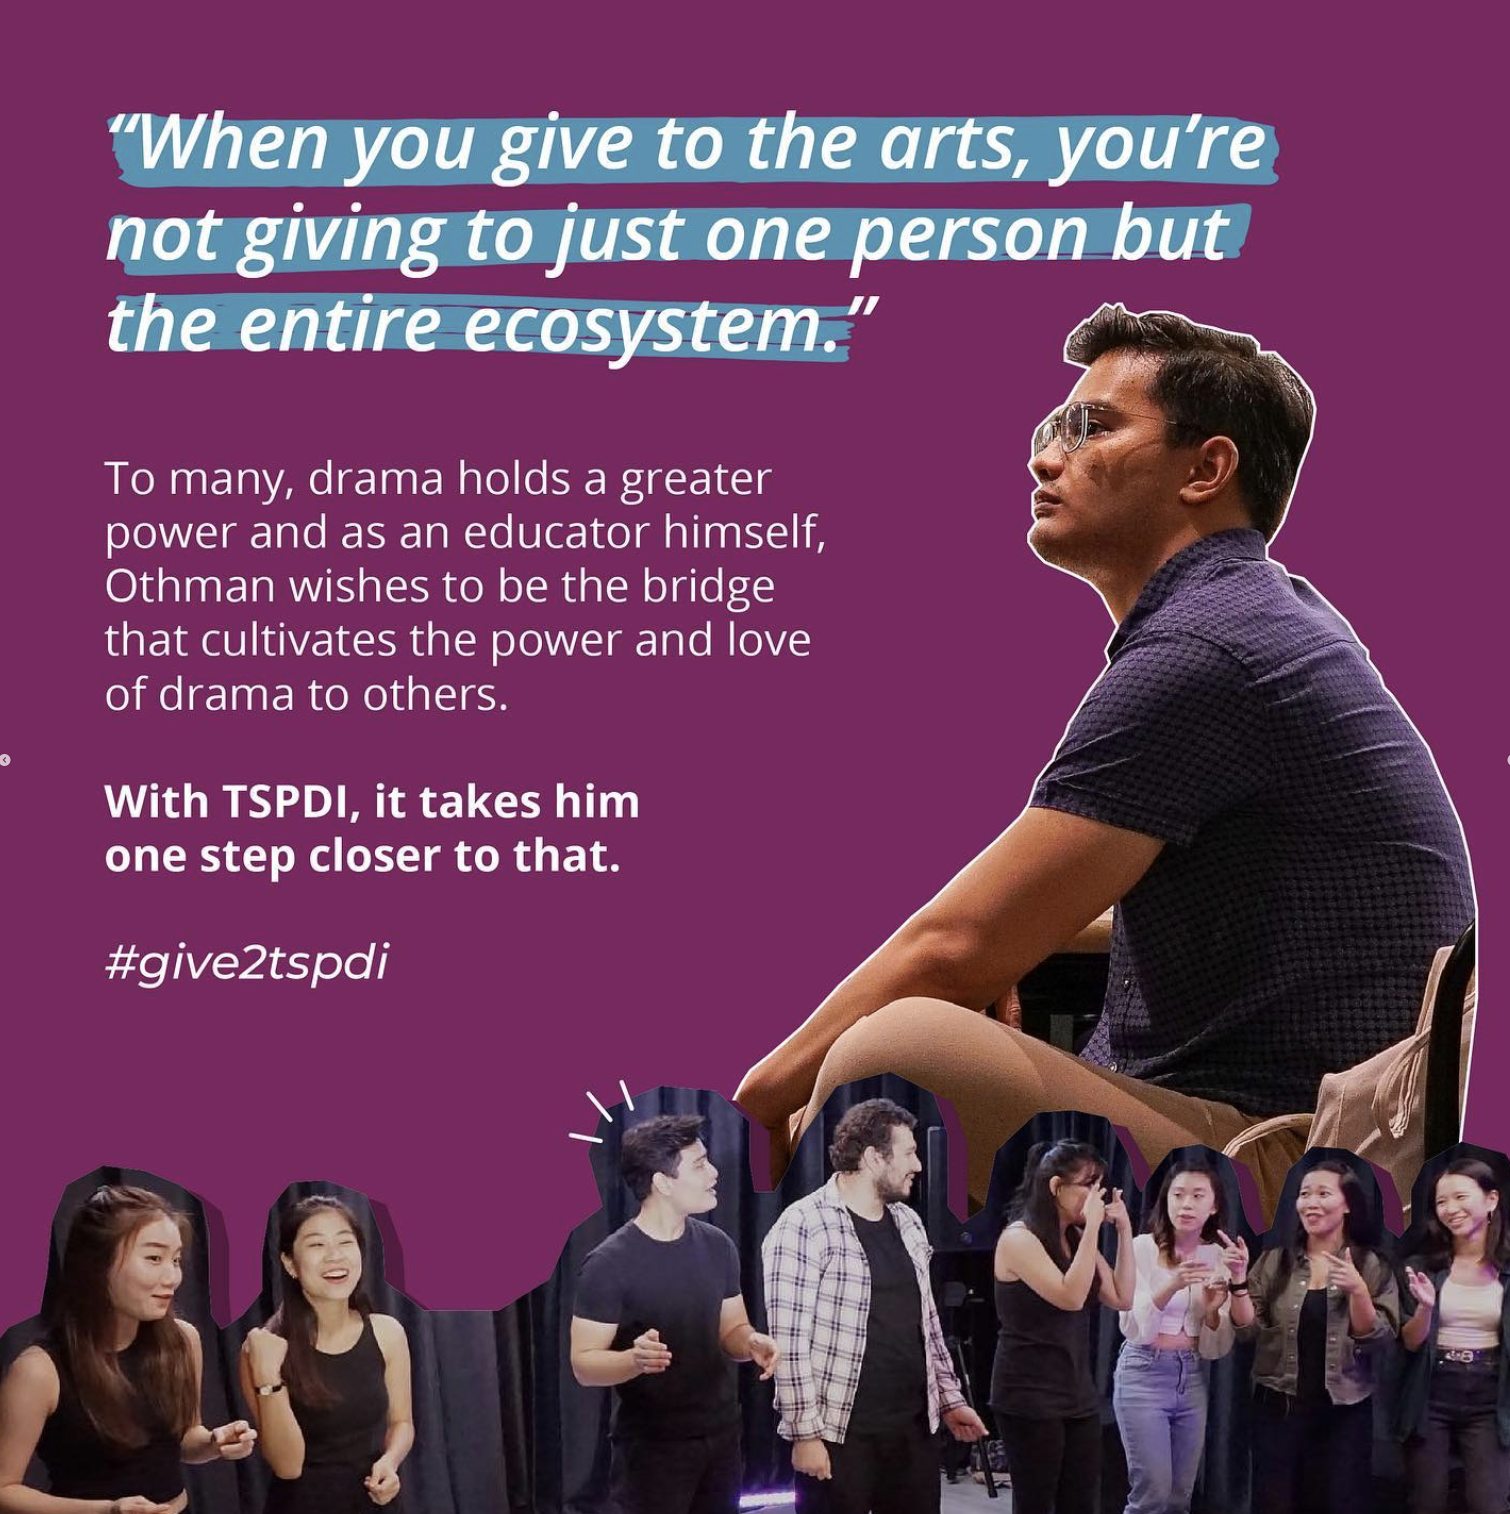 “When you give to the arts, you’re
not giving to just one person but
the entire ecosystem.”
To many, drama holds a greater
power and as an educator himself,
Othman wishes to be the bridge
that cultivates the power and love
of drama to others.
With TSPDI, it takes him
one step closer to that.
#give2tspdi